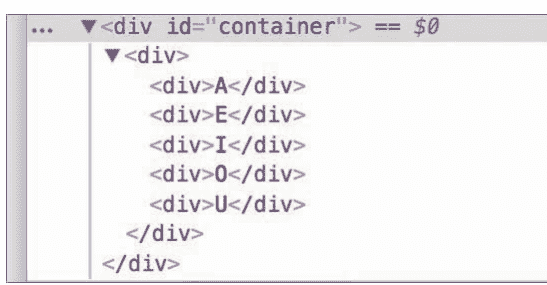 ... ▼<div id="container"> == $0
▼<div>
<div>A</div>
<div>E</div>
<div>I</div>
<div>O</div>
<div>U</div>
</div>
</div>